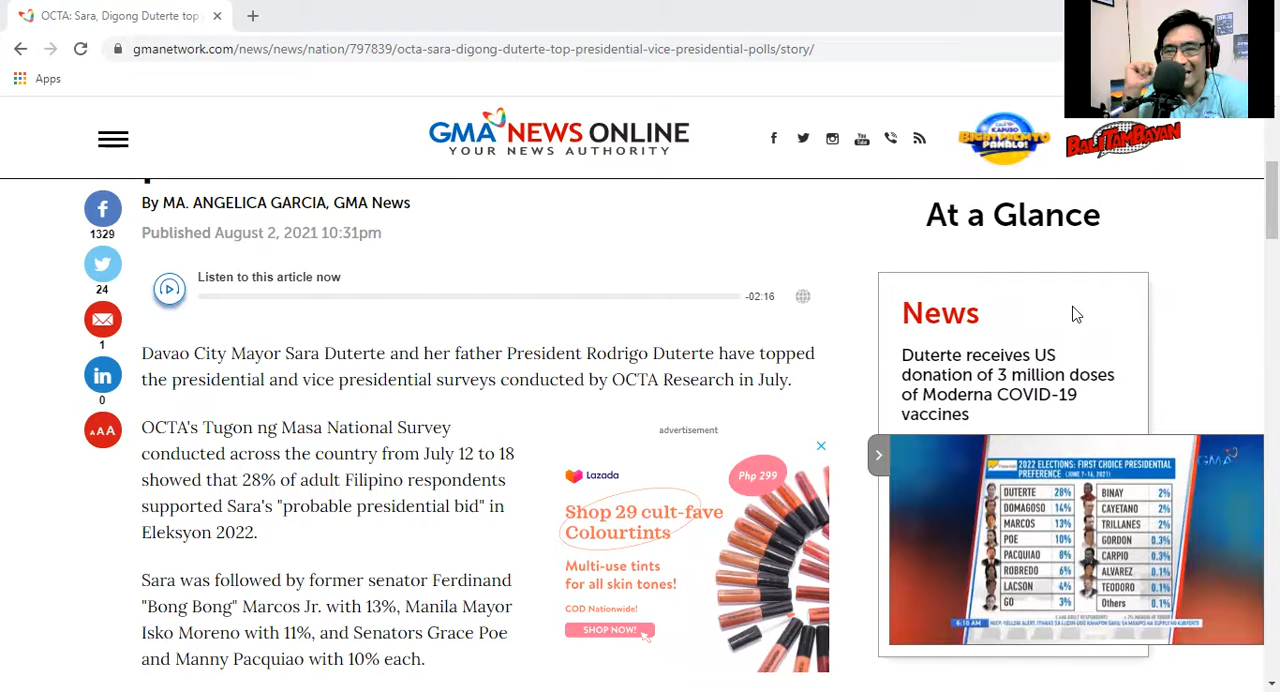 OCTA: Sara, Digong Duterte top
gmanetwork.com/news/news/nation/797839/octa-sara-digong-duterte-top-presidential-vice-presidential-polls/story/
Apps
GMA NEWS ONLINE
YOUR NEWS AUTHORITY
BALITAMBAYAN
By MA. ANGELICA GARCIA, GMA News
Published August 2, 2021 10:31pm
1329
24
1
0
AAA
Listen to this article now
-02:16
Davao City Mayor Sara Duterte and her father President Rodrigo Duterte have topped
the presidential and vice presidential surveys conducted by OCTA Research in July.
OCTA's Tugon ng Masa National Survey
conducted across the country from July 12 to 18
showed that 28% of adult Filipino respondents
supported Sara's "probable presidential bid" in
Eleksyon 2022.
Sara was followed by former senator Ferdinand
"Bong Bong" Marcos Jr. with 13%, Manila Mayor
Isko Moreno with 11%, and Senators Grace Poe
and Manny Pacquiao with 10% each.
advertisement
Lazada
Php 299
Shop 29 cult-fave
Colourtints
Multi-use tints
for all skin tones!
COD Nationwide!
SHOP NOW!
At a Glance
News
Duterte receives US
donation of 3 million doses
of Moderna COVID-19
vaccines
2022 ELECTIONS: FIRST CHOICE PRESIDENTIAL
PREFERENCE (JUNE 7-16, 2021)
GMA
DUTERTE 28% BINAY 2%
DOMAGOSO 14% CAYETANO 2%
MARCOS 13% TRILLANES 2%
POE 10% GORDON 0.3%
PACQUIAO 8% CARPIO 0.3%
ROBREDO 6% ALVAREZ 0.1%
LACSON 4% TEODORO 0.1%
GO 3% Others 0.1%
6:10 AM